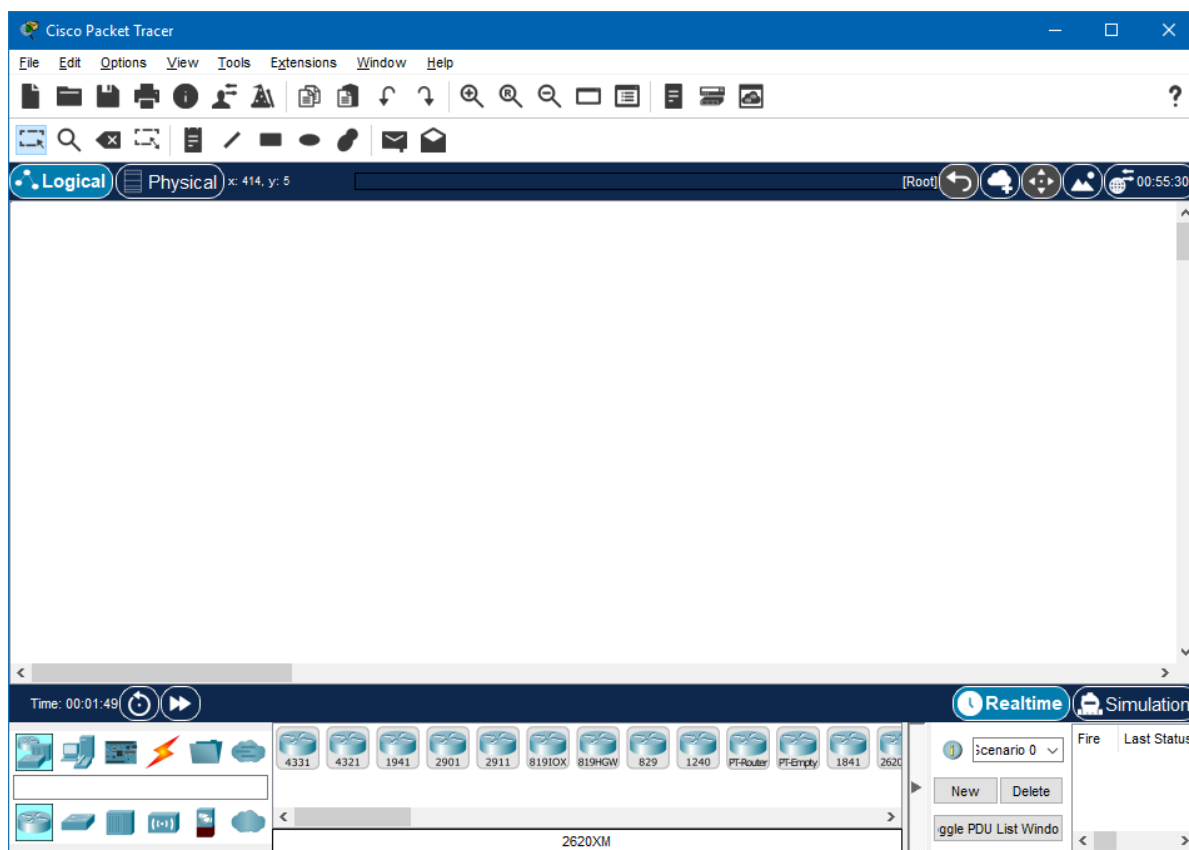 Cisco Packet Tracer
File Edit Options View Tools Extensions Window Help
R
?
Logical Physical x: 414, y: 5 [Root] 00:55:30
Time: 00:01:49 Realtime Simulation
4331 4321 1941 2901 2911 819IOX 819HGW 829 1240 PT-Router PT-Empty 1841 2620
Scenario 0 Fire Last Status
New Delete
ggle PDU List Windo
2620XM